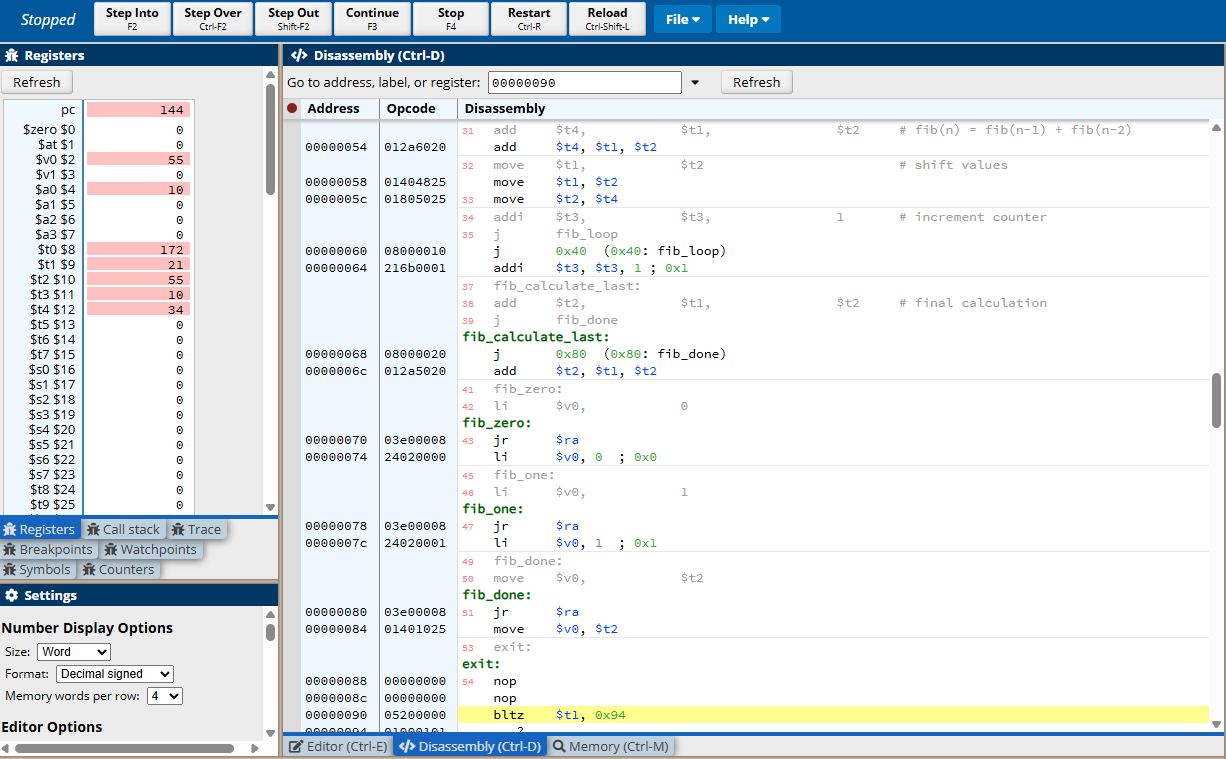 Stopped
Step Into F2
Step Over Ctrl-F2
Step Out Shift-F2
Continue F3
Stop F4
Restart Ctrl-R
Reload Ctrl-Shift-L
File
Help
Registers
Refresh
pc 144
$zero $0 0
$at $1 0
$v0 $2 55
$v1 $3 0
$a0 $4 10
$a1 $5 0
$a2 $6 0
$a3 $7 0
$t0 $8 172
$t1 $9 21
$t2 $10 55
$t3 $11 10
$t4 $12 34
$t5 $13 0
$t6 $14 0
$t7 $15 0
$s0 $16 0
$s1 $17 0
$s2 $18 0
$s3 $19 0
$s4 $20 0
$s5 $21 0
$s6 $22 0
$s7 $23 0
$t8 $24 0
$t9 $25 0
Registers Call stack Trace
Breakpoints Watchpoints
Symbols Counters
Settings
Number Display Options
Size: Word
Format: Decimal signed
Memory words per row: 4
Editor Options
Disassembly (Ctrl-D)
Go to address, label, or register: 00000090 Refresh
Address Opcode Disassembly
31 add $t4, $t1, $t2 # fib(n) = fib(n-1) + fib(n-2)
00000054 012a6020 add $t4, $t1, $t2
32 move $t1, $t2 # shift values
00000058 01404825 move $t1, $t2
0000005c 01805025 33 move $t2, $t4
34 addi $t3, $t3, 1 # increment counter
35 j fib_loop
00000060 08000010 j 0x40 (0x40: fib_loop)
00000064 216b0001 addi $t3, $t3, 1 ; 0x1
37 fib_calculate_last:
38 add $t2, $t1, $t2 # final calculation
39 j fib_done
fib_calculate_last:
00000068 08000020 j 0x80 (0x80: fib_done)
0000006c 012a5020 add $t2, $t1, $t2
41 fib_zero:
42 li $v0, 0
fib_zero:
00000070 03e00008 43 jr $ra
00000074 24020000 li $v0, 0 ; 0x0
45 fib_one:
46 li $v0, 1
fib_one:
00000078 03e00008 47 jr $ra
0000007c 24020001 li $v0, 1 ; 0x1
49 fib_done:
50 move $v0, $t2
fib_done:
00000080 03e00008 51 jr $ra
00000084 01401025 move $v0, $t2
53 exit:
exit:
00000088 00000000 54 nop
0000008c 00000000 nop
00000090 05200000 bltz $t1, 0x94
Editor (Ctrl-E) Disassembly (Ctrl-D) Memory (Ctrl-M)